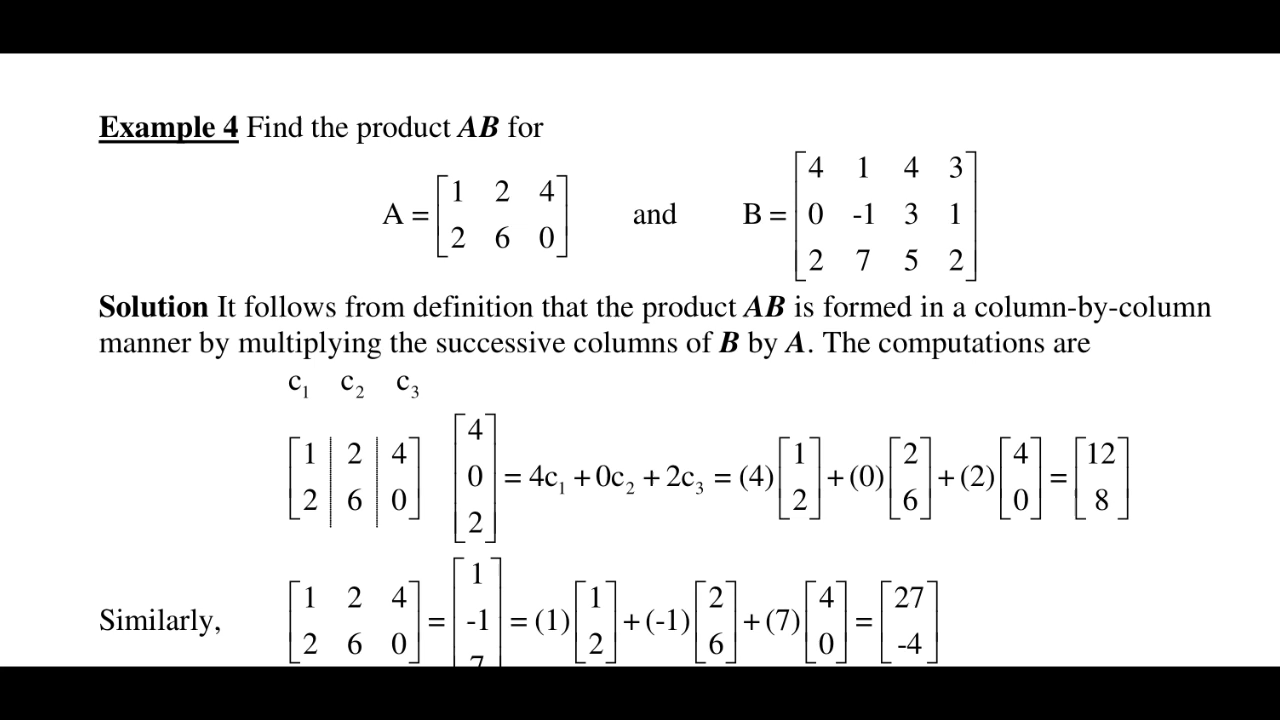 Example 4 Find the product AB for
A = [1 2 4; 2 6 0] and B = [4 1 4 3; 0 -1 3 1; 2 7 5 2]
Solution It follows from definition that the product AB is formed in a column-by-column
manner by multiplying the successive columns of B by A. The computations are
c₁ c₂ c₃
[1 2 4; 2 6 0] [4; 0; 2] = 4c₁ + 0c₂ + 2c₃ = (4)[1; 2] + (0)[2; 6] + (2)[4; 0] = [12; 8]
Similarly, [1 2 4; 2 6 0] = [1; -1; 7] = (1)[1; 2] + (-1)[2; 6] + (7)[4; 0] = [27; -4]